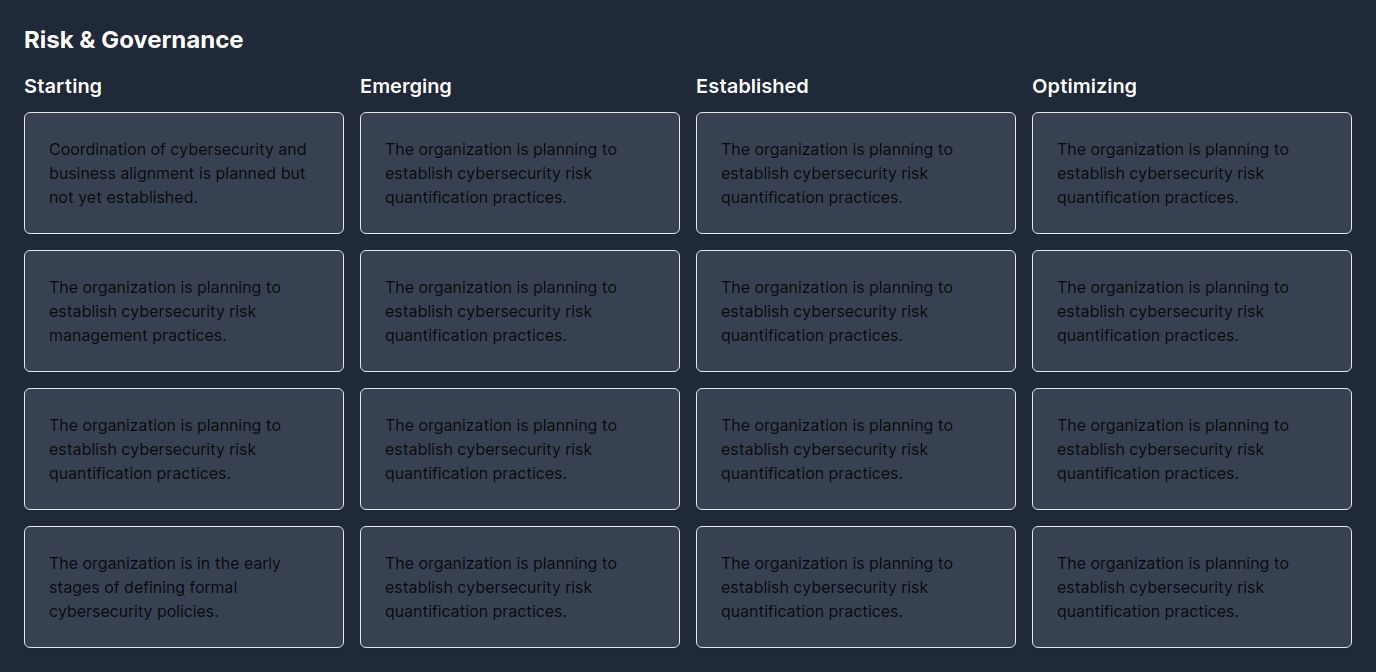 Risk & Governance
Starting
Coordination of cybersecurity and
business alignment is planned but
not yet established.
The organization is planning to
establish cybersecurity risk
management practices.
The organization is planning to
establish cybersecurity risk
quantification practices.
The organization is in the early
stages of defining formal
cybersecurity policies.
Emerging
The organization is planning to
establish cybersecurity risk
quantification practices.
The organization is planning to
establish cybersecurity risk
quantification practices.
The organization is planning to
establish cybersecurity risk
quantification practices.
The organization is planning to
establish cybersecurity risk
quantification practices.
Established
The organization is planning to
establish cybersecurity risk
quantification practices.
The organization is planning to
establish cybersecurity risk
quantification practices.
The organization is planning to
establish cybersecurity risk
quantification practices.
The organization is planning to
establish cybersecurity risk
quantification practices.
Optimizing
The organization is planning to
establish cybersecurity risk
quantification practices.
The organization is planning to
establish cybersecurity risk
quantification practices.
The organization is planning to
establish cybersecurity risk
quantification practices.
The organization is planning to
establish cybersecurity risk
quantification practices.